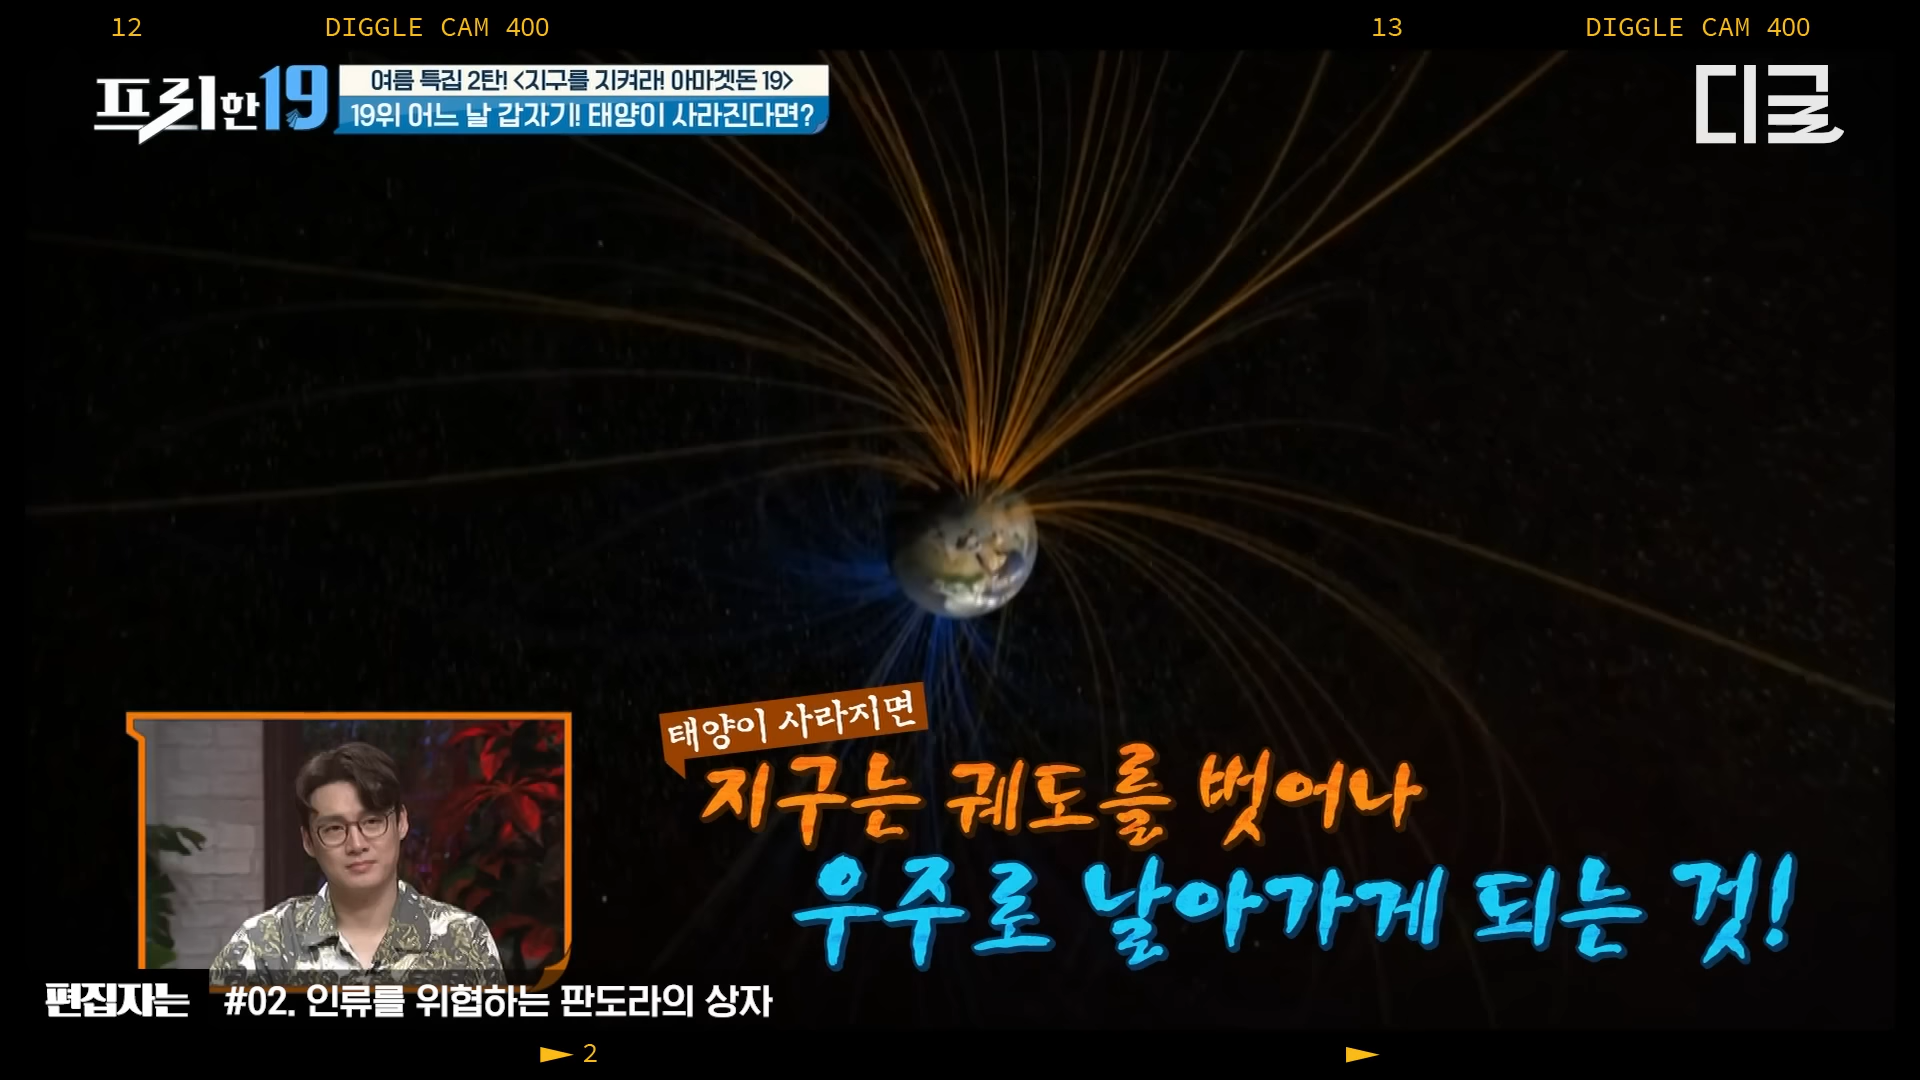 12
DIGGLE CAM 400
13
DIGGLE CAM 400
프리한19
여름 특집 2탄! <지구를 지켜라! 아마겟돈 19>
19위 어느 날 갑자기! 태양이 사라진다면?
디글
태양이 사라지면
지구는 궤도를 벗어나
우주로 날아가게 되는 것!
편집자는
#02. 인류를 위협하는 판도라의 상자
2